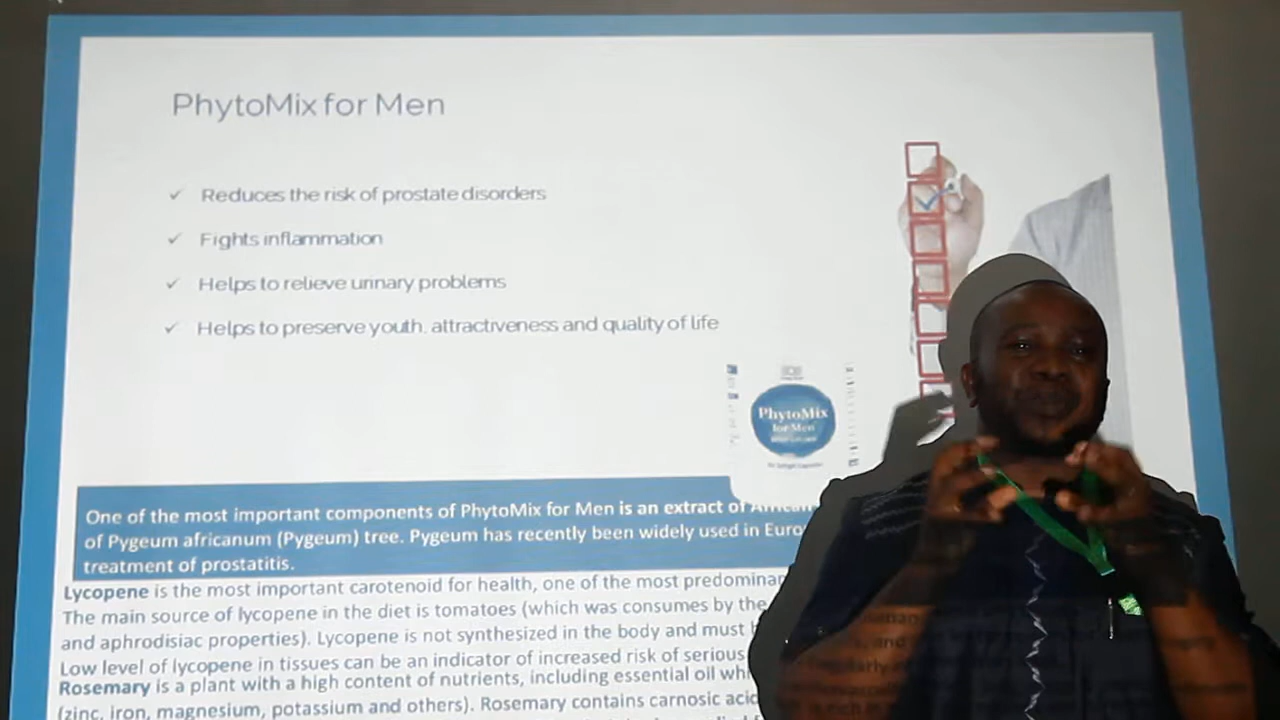 PhytoMix for Men
✓ Reduces the risk of prostate disorders
✓ Fights inflammation
✓ Helps to relieve urinary problems
✓ Helps to preserve youth, attractiveness and quality of life
PhytoMix
for Men
One of the most important components of PhytoMix for Men is an extract of African
of Pygeum africanum (Pygeum) tree. Pygeum has recently been widely used in Euro
treatment of prostatitis.
Lycopene is the most important carotenoid for health, one of the most predominan
The main source of lycopene in the diet is tomatoes (which was consumes by the
and aphrodisiac properties). Lycopene is not synthesized in the body and must
Low level of lycopene in tissues can be an indicator of increased risk of serious
Rosemary is a plant with a high content of nutrients, including essential oil
(zinc, iron, magnesium, potassium and others). Rosemary contains carnosic acid